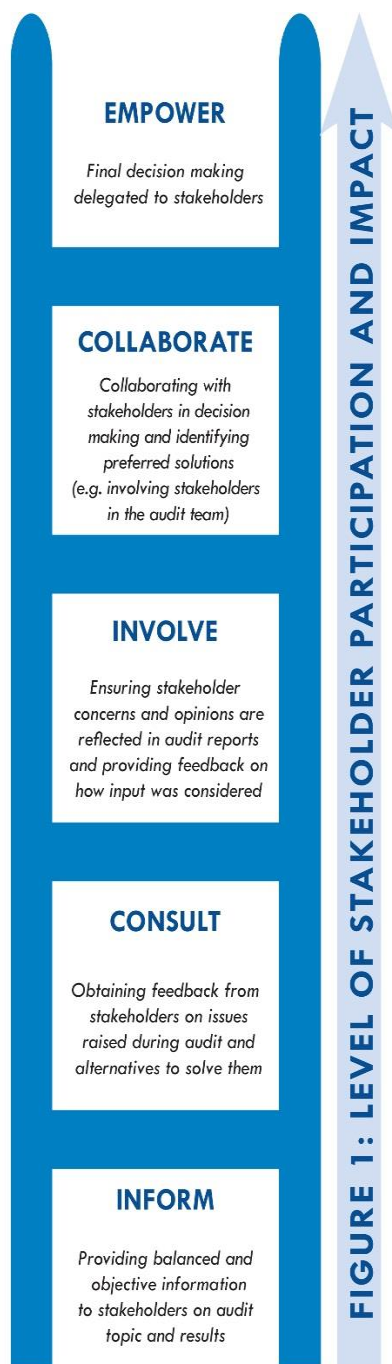 EMPOWER
Final decision making
delegated to stakeholders
COLLABORATE
Collaborating with
stakeholders in decision
making and identifying
preferred solutions
(e.g. involving stakeholders
in the audit team)
INVOLVE
Ensuring stakeholder
concerns and opinions are
reflected in audit reports
and providing feedback on
how input was considered
CONSULT
Obtaining feedback from
stakeholders on issues
raised during audit and
alternatives to solve them
INFORM
Providing balanced and
objective information
to stakeholders on audit
topic and results
FIGURE 1: LEVEL OF STAKEHOLDER PARTICIPATION AND IMPACT